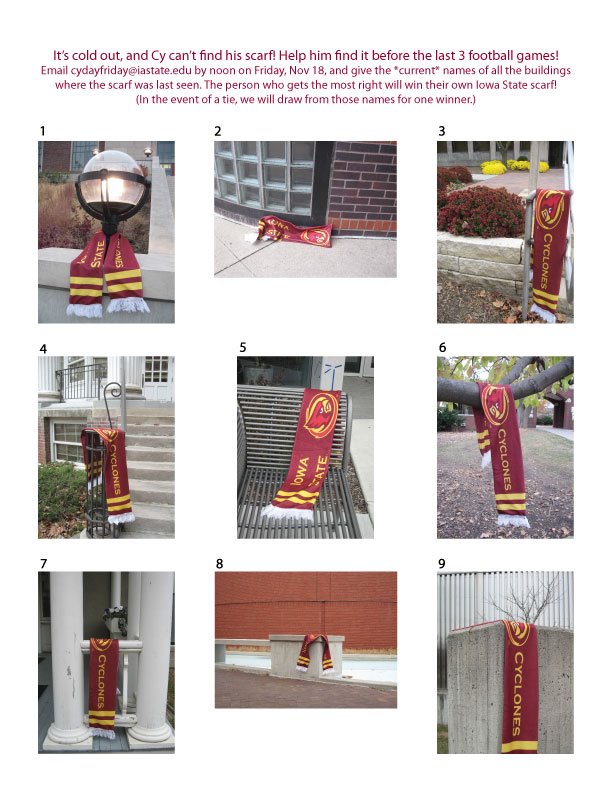 It's cold out, and Cy can't find his scarf! Help him find it before the last 3 football games!
Email cydayfriday@iastate.edu by noon on Friday, Nov 18, and give the *current* names of all the buildings
where the scarf was last seen. The person who gets the most right will win their own Iowa State scarf!
(In the event of a tie, we will draw from those names for one winner.)
1
STATE
CYCLONES
2
IOWA
STATE
3
CYCLONES
4
CYCLONES
5
IOWA
STATE
6
CYCLONES
7
CYCLONES
8
9
CYCLONES